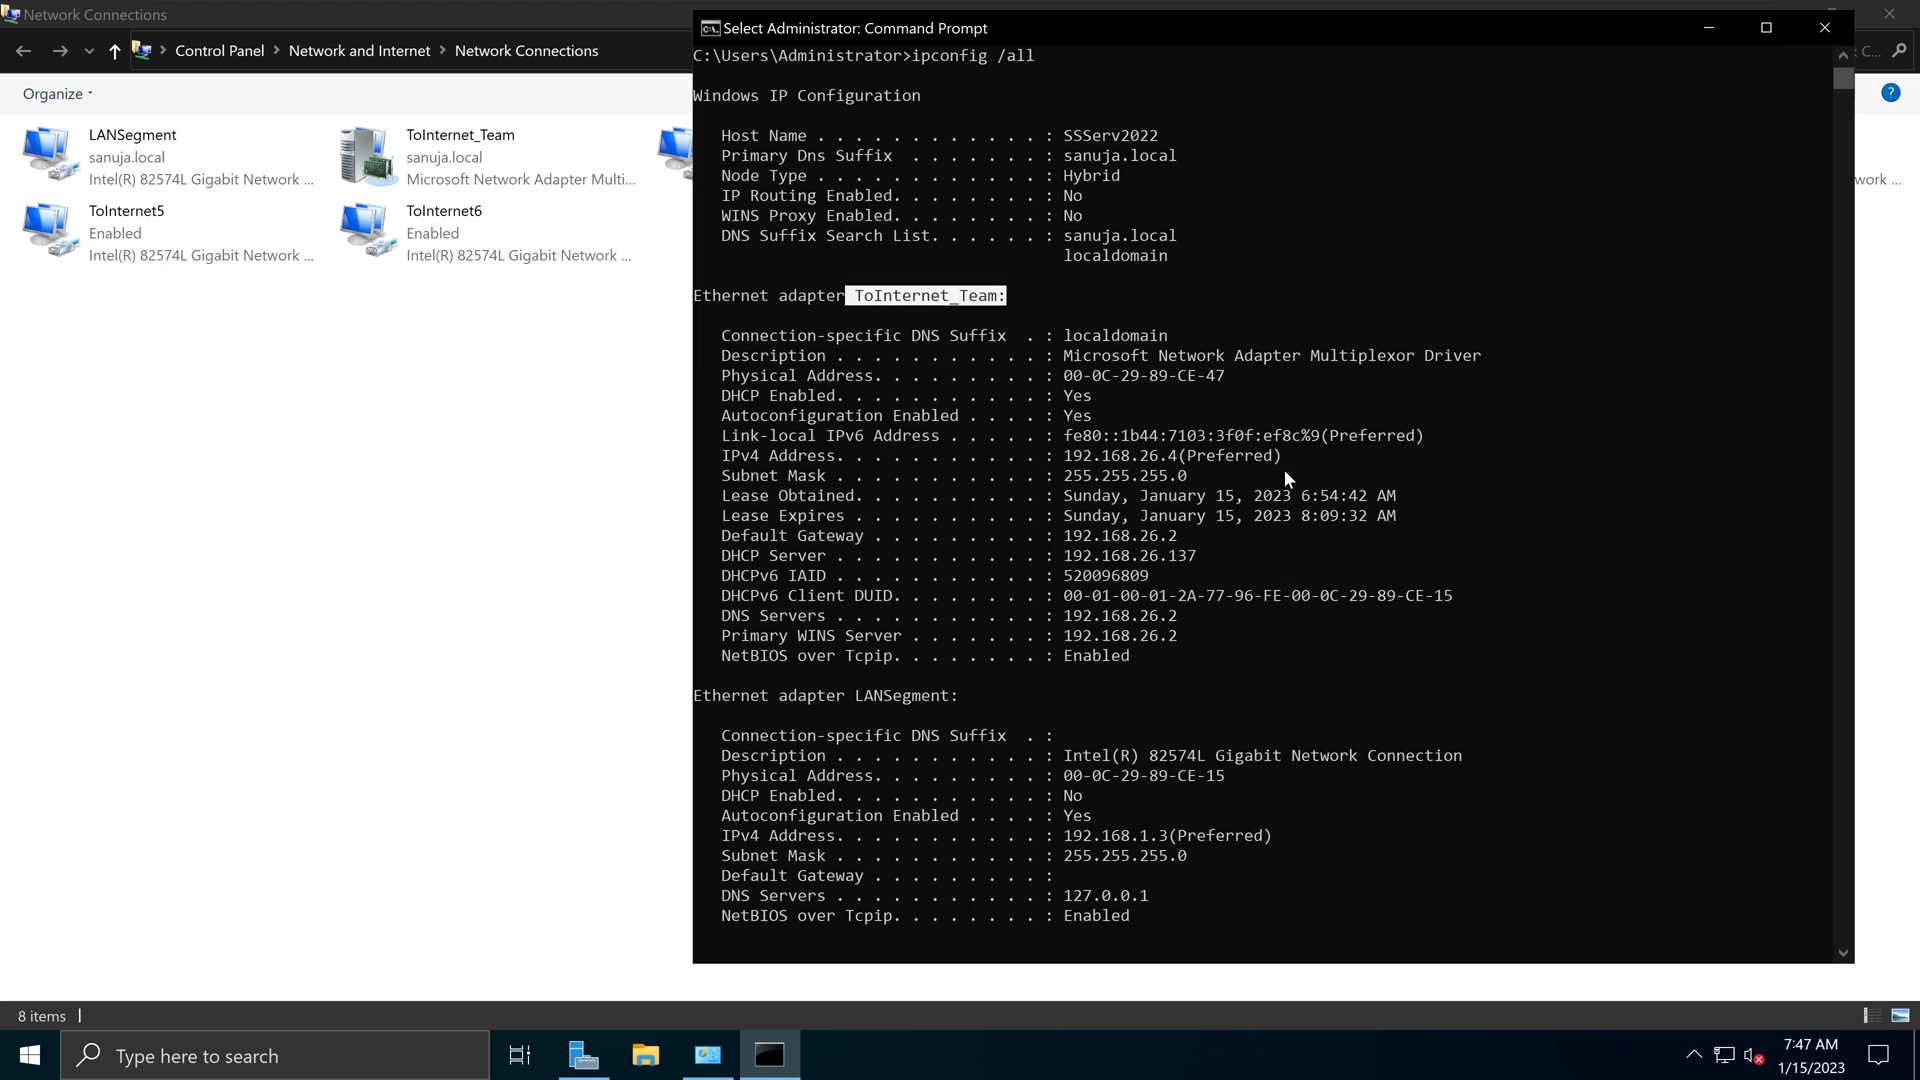 Network Connections
Control Panel > Network and Internet > Network Connections
Organize
LANSegment
sanuja.local
Intel(R) 82574L Gigabit Network ...
ToInternet_Team
sanuja.local
Microsoft Network Adapter Multi...
ToInternet5
Enabled
Intel(R) 82574L Gigabit Network ...
ToInternet6
Enabled
Intel(R) 82574L Gigabit Network ...
C...
?
work ...
Select Administrator: Command Prompt
C:\Users\Administrator>ipconfig /all
Windows IP Configuration
Host Name . . . . . . . . . . . . : SSServ2022
Primary Dns Suffix  . . . . . . . : sanuja.local
Node Type . . . . . . . . . . . . : Hybrid
IP Routing Enabled. . . . . . . . : No
WINS Proxy Enabled. . . . . . . . : No
DNS Suffix Search List. . . . . . : sanuja.local
localdomain
Ethernet adapter ToInternet_Team:
Connection-specific DNS Suffix  . : localdomain
Description . . . . . . . . . . . : Microsoft Network Adapter Multiplexor Driver
Physical Address. . . . . . . . . : 00-0C-29-89-CE-47
DHCP Enabled. . . . . . . . . . . : Yes
Autoconfiguration Enabled . . . . : Yes
Link-local IPv6 Address . . . . . : fe80::1b44:7103:3f0f:ef8c%9(Preferred)
IPv4 Address. . . . . . . . . . . : 192.168.26.4(Preferred)
Subnet Mask . . . . . . . . . . . : 255.255.255.0
Lease Obtained. . . . . . . . . . : Sunday, January 15, 2023 6:54:42 AM
Lease Expires . . . . . . . . . . : Sunday, January 15, 2023 8:09:32 AM
Default Gateway . . . . . . . . . : 192.168.26.2
DHCP Server . . . . . . . . . . . : 192.168.26.137
DHCPv6 IAID . . . . . . . . . . . : 520096809
DHCPv6 Client DUID. . . . . . . . : 00-01-00-01-2A-77-96-FE-00-0C-29-89-CE-15
DNS Servers . . . . . . . . . . . : 192.168.26.2
Primary WINS Server . . . . . . . : 192.168.26.2
NetBIOS over Tcpip. . . . . . . . : Enabled
Ethernet adapter LANSegment:
Connection-specific DNS Suffix  . :
Description . . . . . . . . . . . : Intel(R) 82574L Gigabit Network Connection
Physical Address. . . . . . . . . : 00-0C-29-89-CE-15
DHCP Enabled. . . . . . . . . . . : No
Autoconfiguration Enabled . . . . : Yes
IPv4 Address. . . . . . . . . . . : 192.168.1.3(Preferred)
Subnet Mask . . . . . . . . . . . : 255.255.255.0
Default Gateway . . . . . . . . . :
DNS Servers . . . . . . . . . . . : 127.0.0.1
NetBIOS over Tcpip. . . . . . . . : Enabled
8 items
Type here to search
7:47 AM
1/15/2023